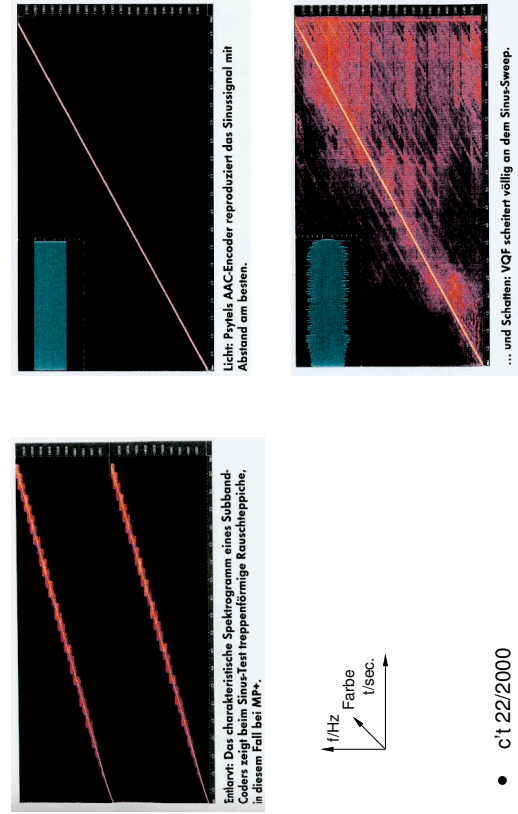 Entlarvt: Das charakteristische Spektrogramm eines Subband-
Coders zeigt beim Sinus-Test treppenförmige Rauschteppiche,
in diesem Fall bei MP+.
Licht: Psytels AAC-Encoder reproduziert das Sinussignal mit
Abstand am besten.
f/Hz
Farbe
t/sec.
... und Schatten: VQF scheitert völlig an dem Sinus-Sweep.
• c't 22/2000